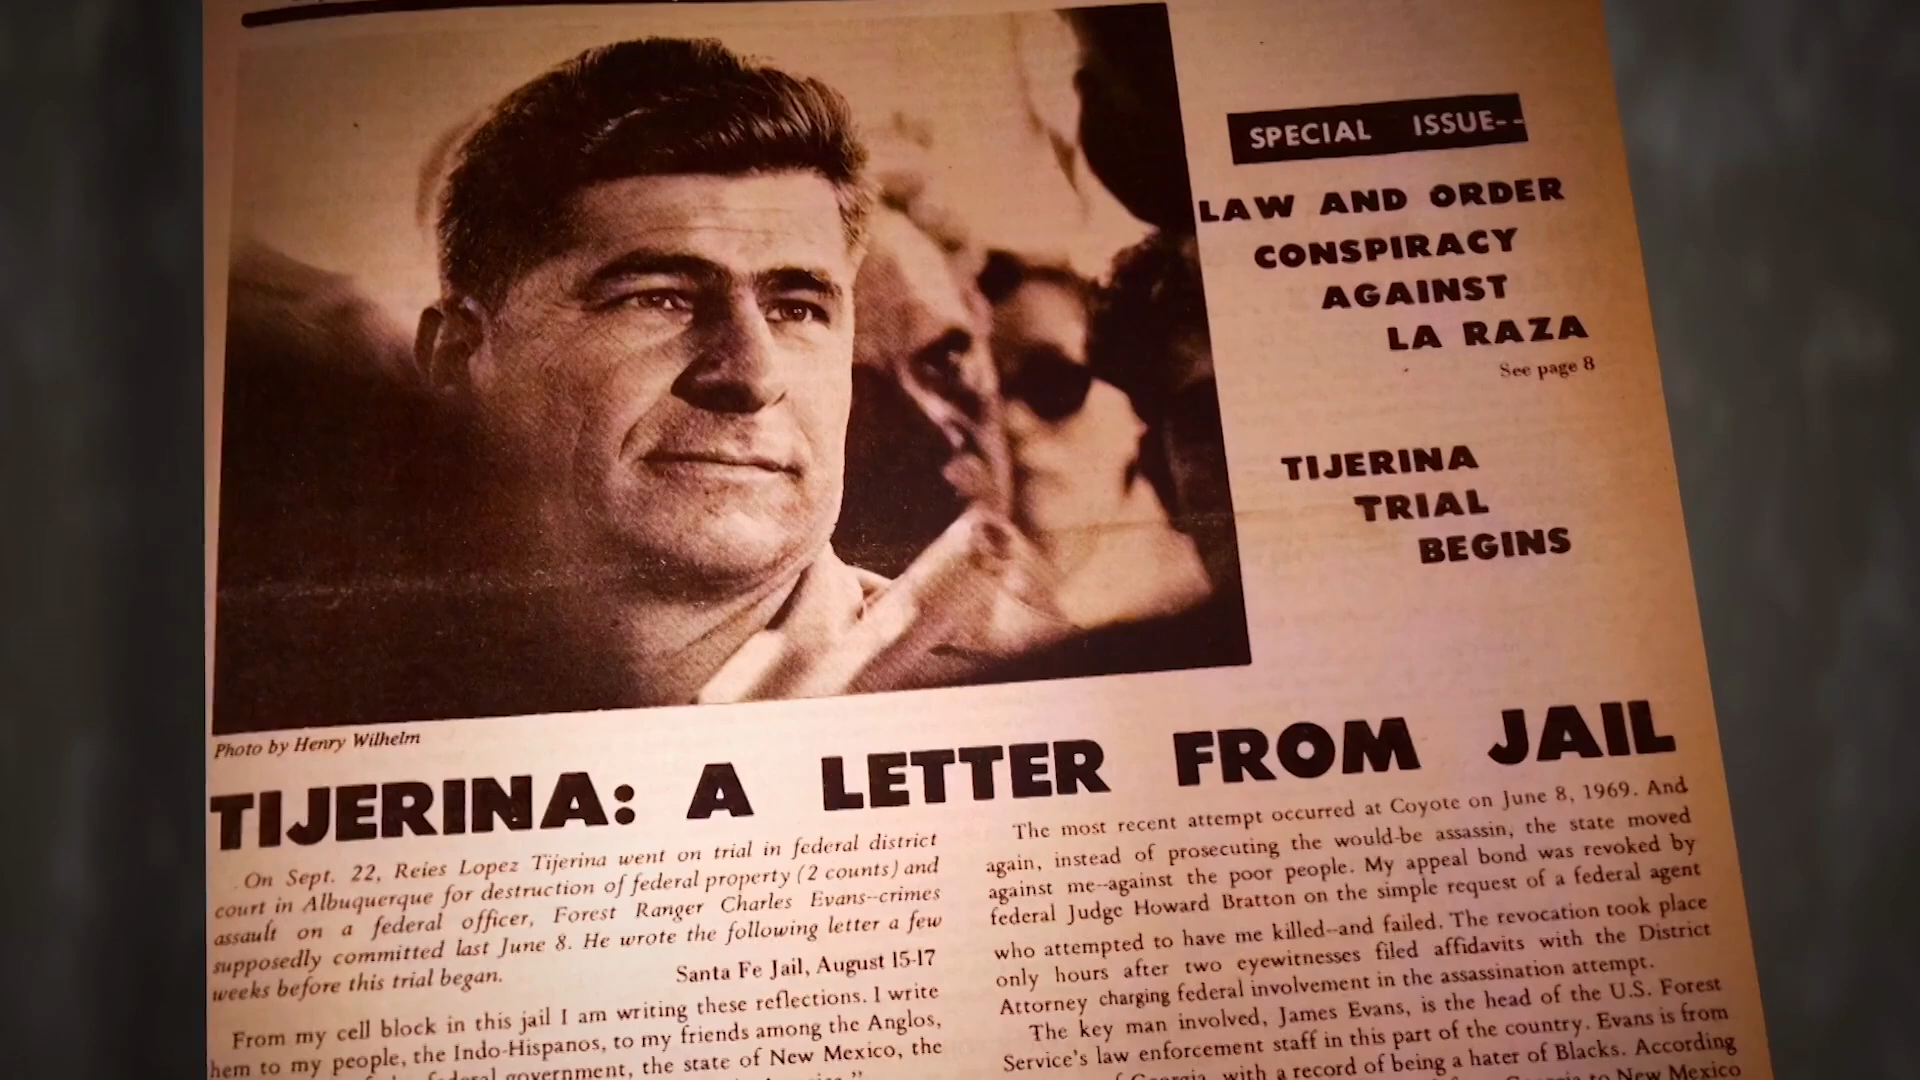 SPECIAL ISSUE--
LAW AND ORDER
CONSPIRACY
AGAINST
LA RAZA
See page 8
TIJERINA
TRIAL
BEGINS
Photo by Henry Wilhelm
TIJERINA: A LETTER FROM JAIL
On Sept. 22, Reies Lopez Tijerina went on trial in federal district
court in Albuquerque for destruction of federal property (2 counts) and
assault on a federal officer, Forest Ranger Charles Evans--crimes
supposedly committed last June 8. He wrote the following letter a few
weeks before this trial began.
Santa Fe Jail, August 15-17
From my cell block in this jail I am writing these reflections. I write
hem to my people, the Indo-Hispanos, to my friends among the Anglos,
federal government, the state of New Mexico, the
The most recent attempt occurred at Coyote on June 8, 1969. And
again, instead of prosecuting the would-be assassin, the state moved
against me--against the poor people. My appeal bond was revoked by
federal Judge Howard Bratton on the simple request of a federal agent
who attempted to have me killed--and failed. The revocation took place
only hours after two eyewitnesses filed affidavits with the District
Attorney charging federal involvement in the assassination attempt.
The key man involved, James Evans, is the head of the U.S. Forest
Service's law enforcement staff in this part of the country. Evans is from
of Georgia, with a record of being a hater of Blacks. According
to New Mexico